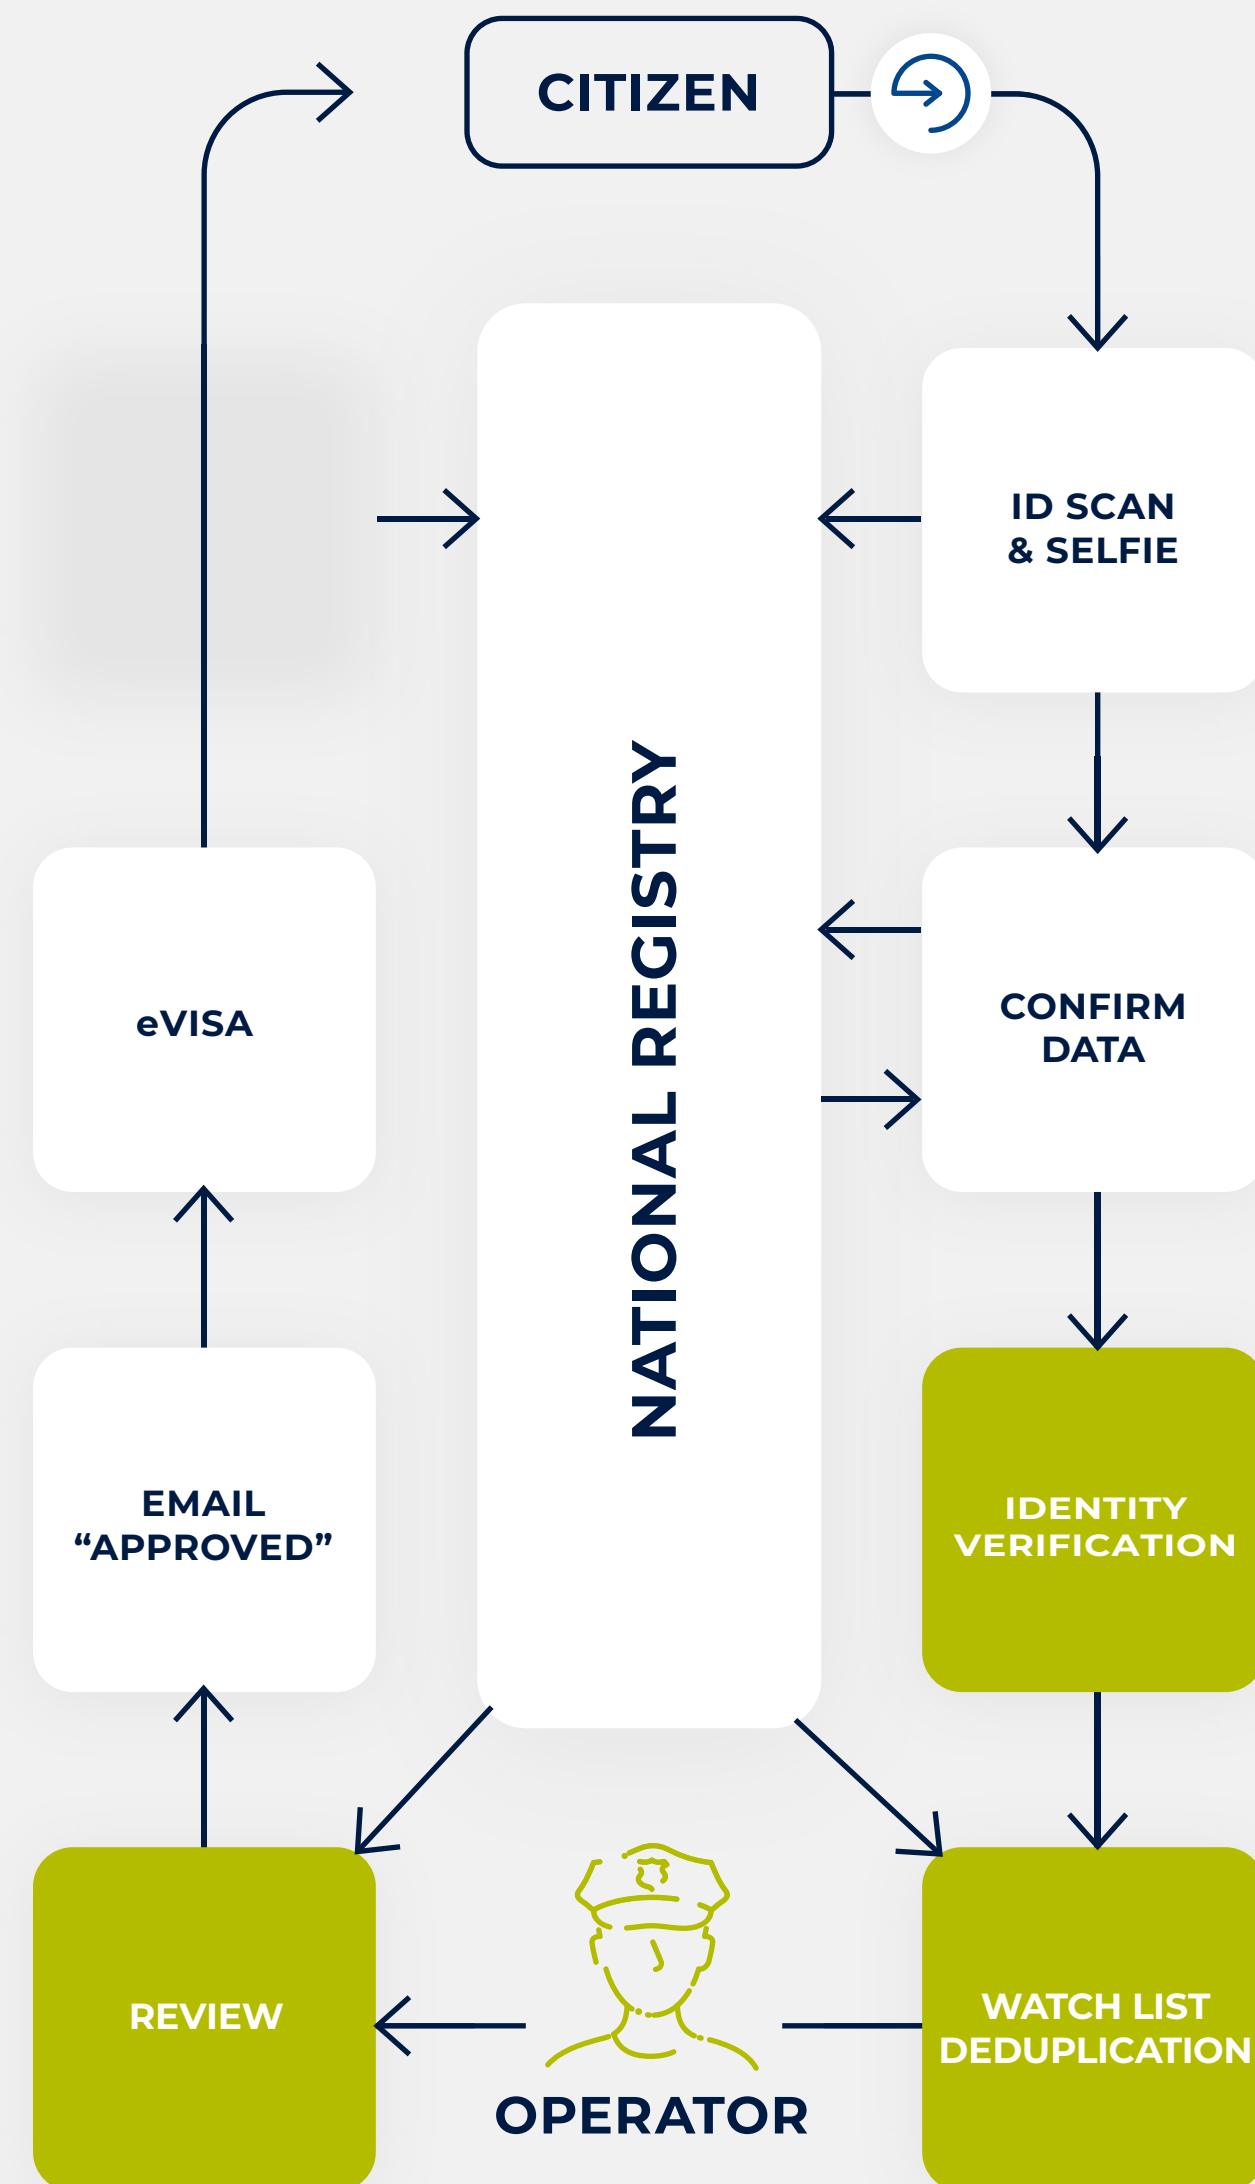 CITIZEN
ID SCAN
& SELFIE
NATIONAL REGISTRY
CONFIRM
DATA
eVISA
EMAIL
“APPROVED”
IDENTITY
VERIFICATION
REVIEW
WATCH LIST
DEDUPLICATION
OPERATOR